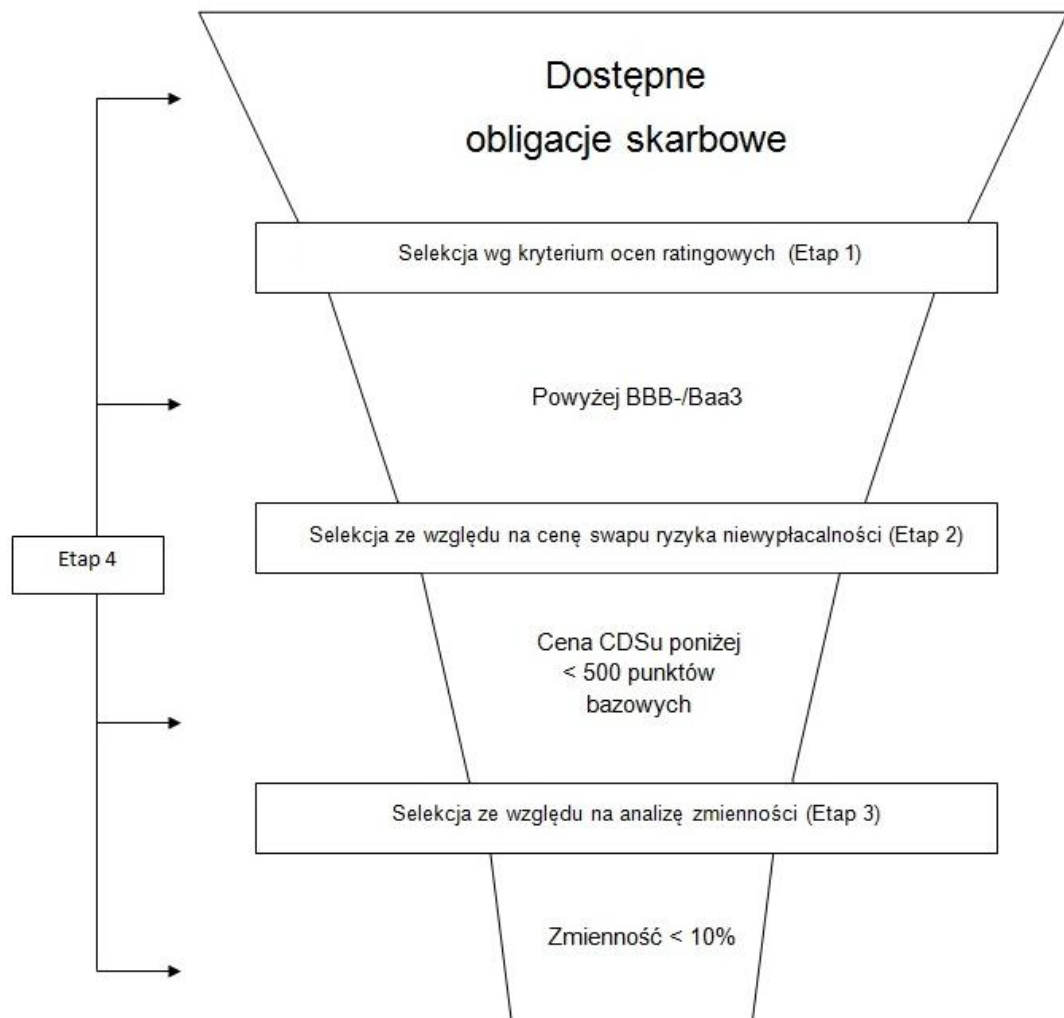 Dostępne
obligacje skarbowe
Selekcja wg kryterium ocen ratingowych (Etap 1)
Powyżej BBB-/Baa3
Selekcja ze względu na cenę swapu ryzyka niewypłacalności (Etap 2)
Etap 4
Cena CDSu poniżej
< 500 punktów
bazowych
Selekcja ze względu na analizę zmienności (Etap 3)
Zmienność < 10%